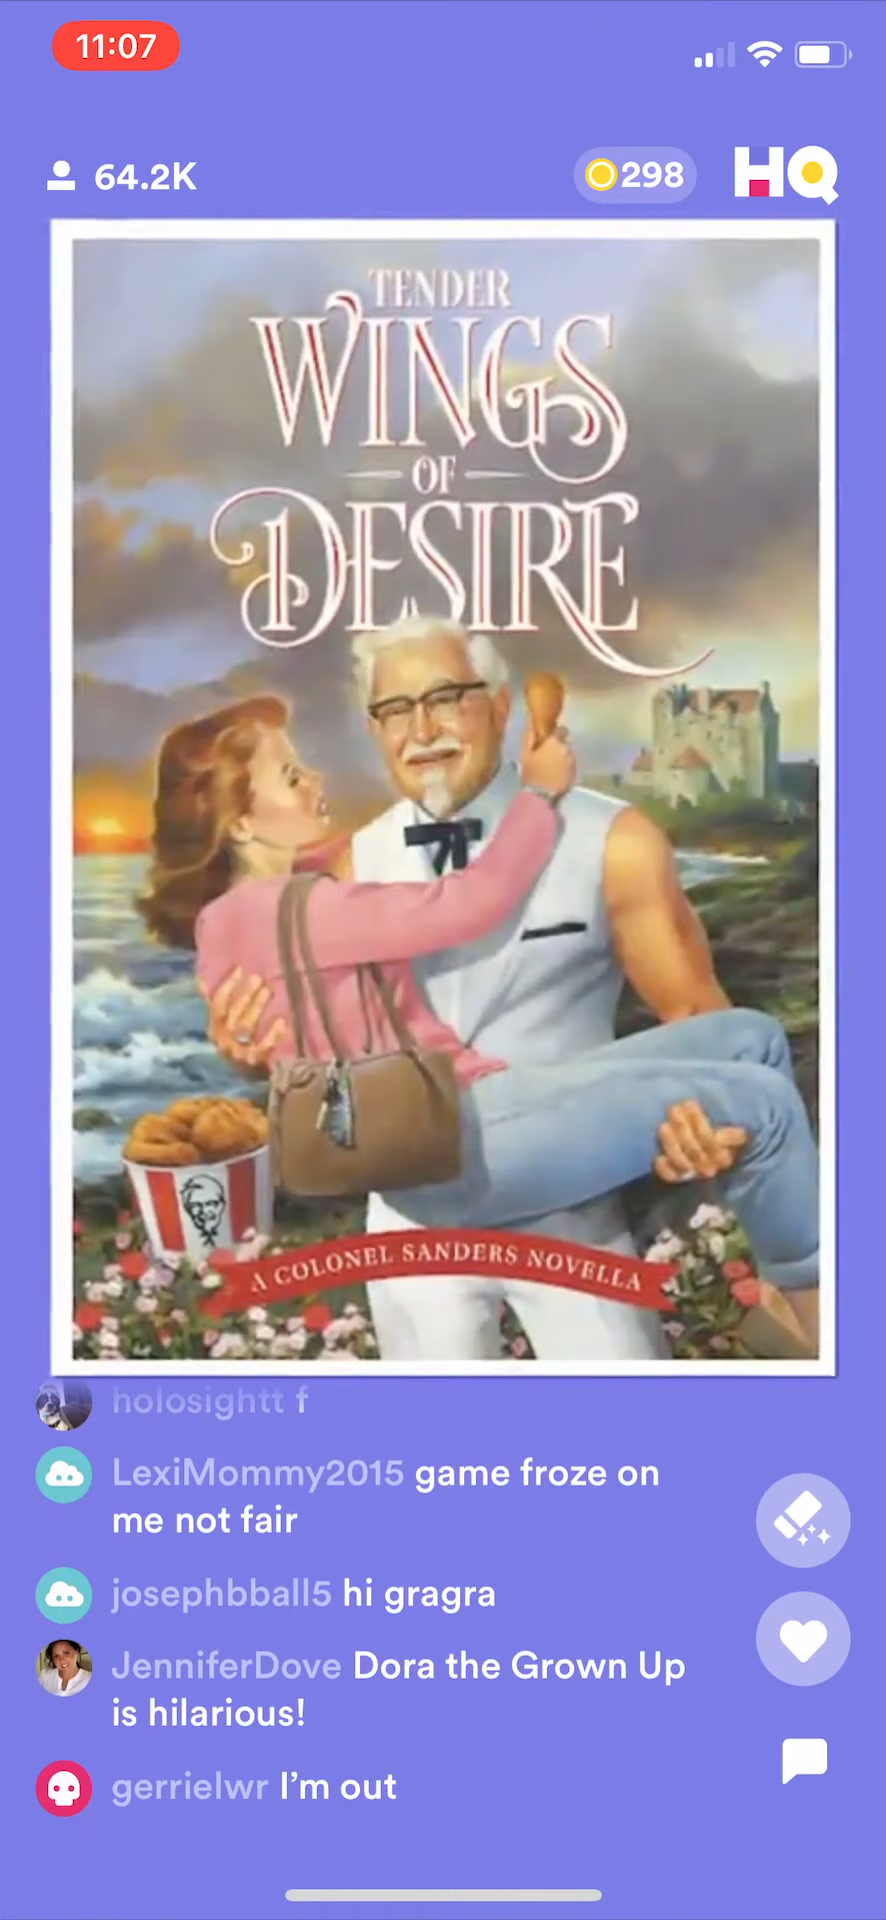 11:07
64.2K
298
HQ
TENDER
WINGS
OF
DESIRE
A COLONEL SANDERS NOVELLA
holosightt f
LexiMommy2015 game froze on
me not fair
josephbball5 hi gragra
JenniferDove Dora the Grown Up
is hilarious!
gerrielwr I'm out